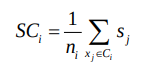 SC_i = \frac{1}{n_i} \sum_{x_j \in C_i} s_j